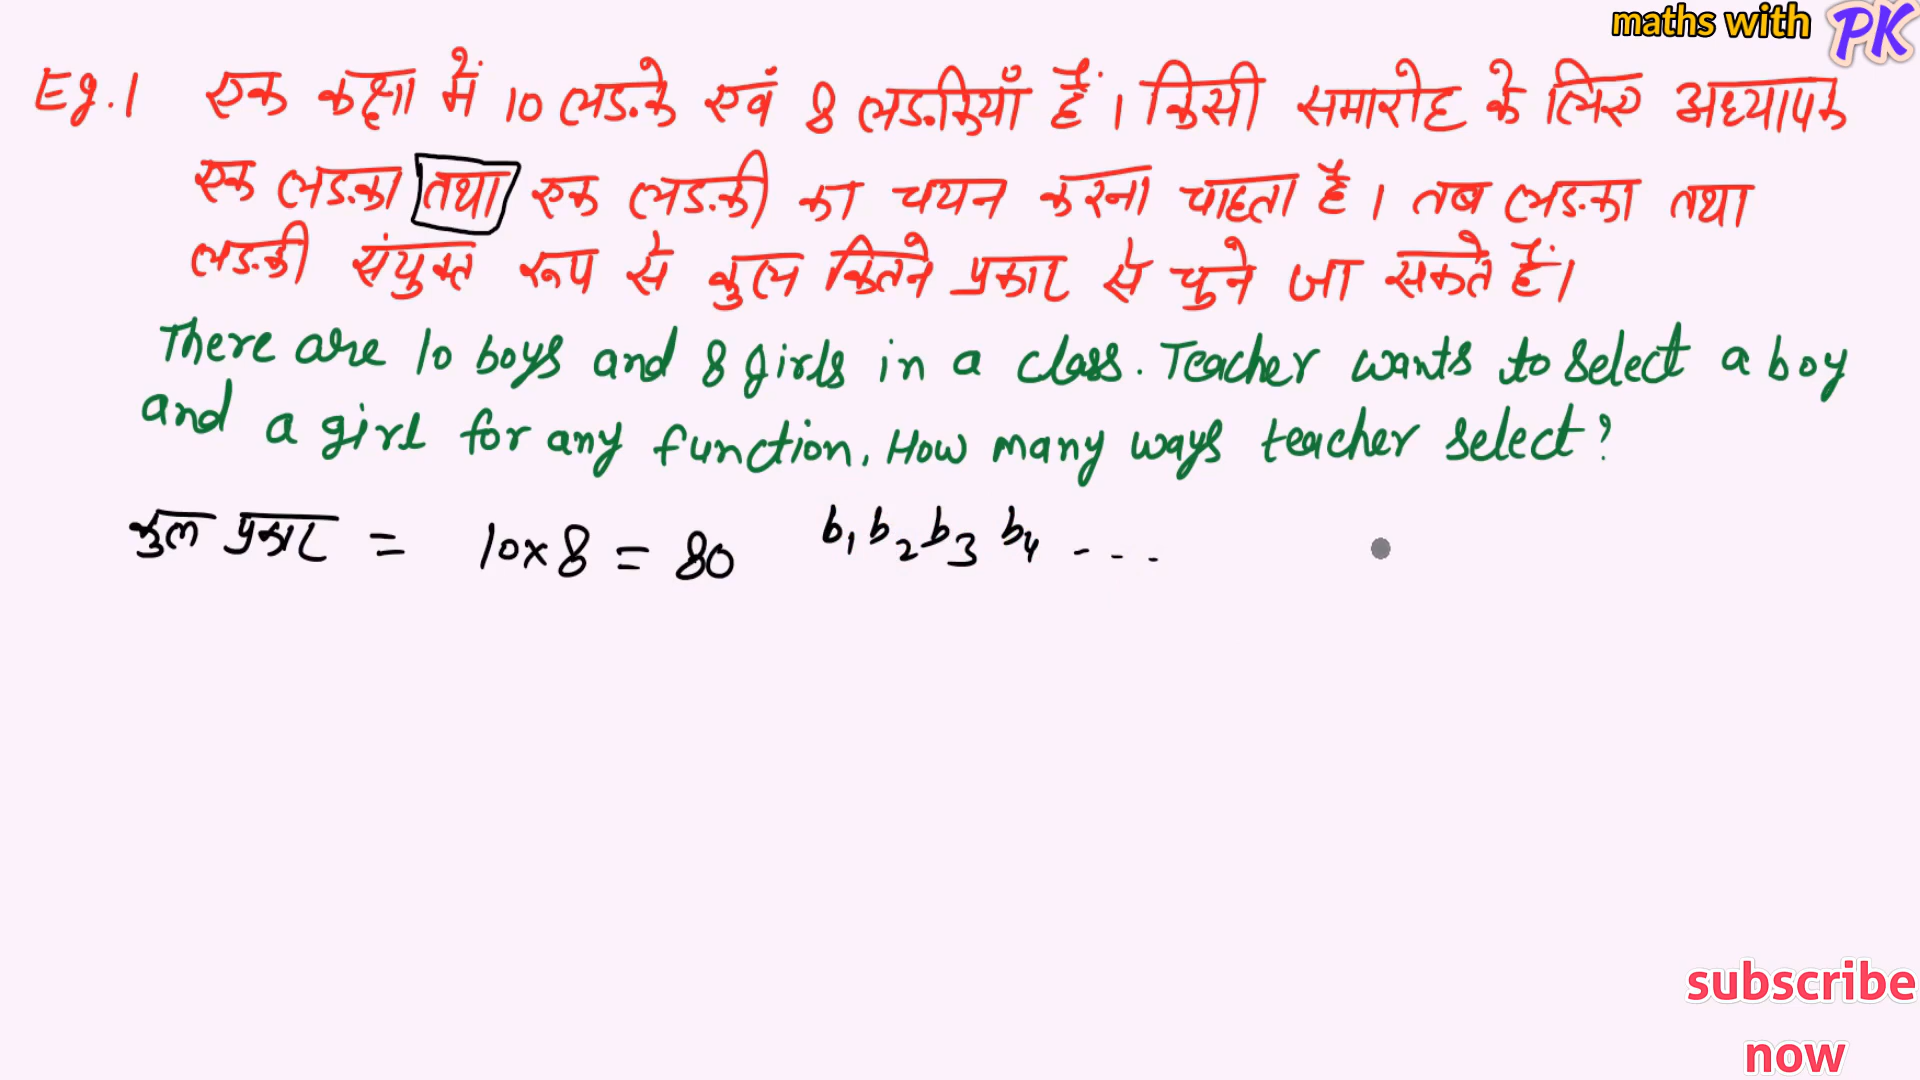 maths with PK
Eg.1 एक कक्षा में 10 लड़के एवं 8 लड़कियाँ हैं । किसी समारोह के लिए अध्यापक
एक लड़का तथा एक लड़की का चयन करना चाहता है । तब लड़का तथा
लड़की संयुक्त रूप से कुल कितने प्रकार से चुने जा सकते हैं।
There are 10 boys and 8 girls in a class. Teacher wants to select a boy
and a girl for any function. How many ways teacher select?
कुल प्रकार = 10×8 = 80 b₁ b₂ b₃ b₄ - - -
subscribe
now